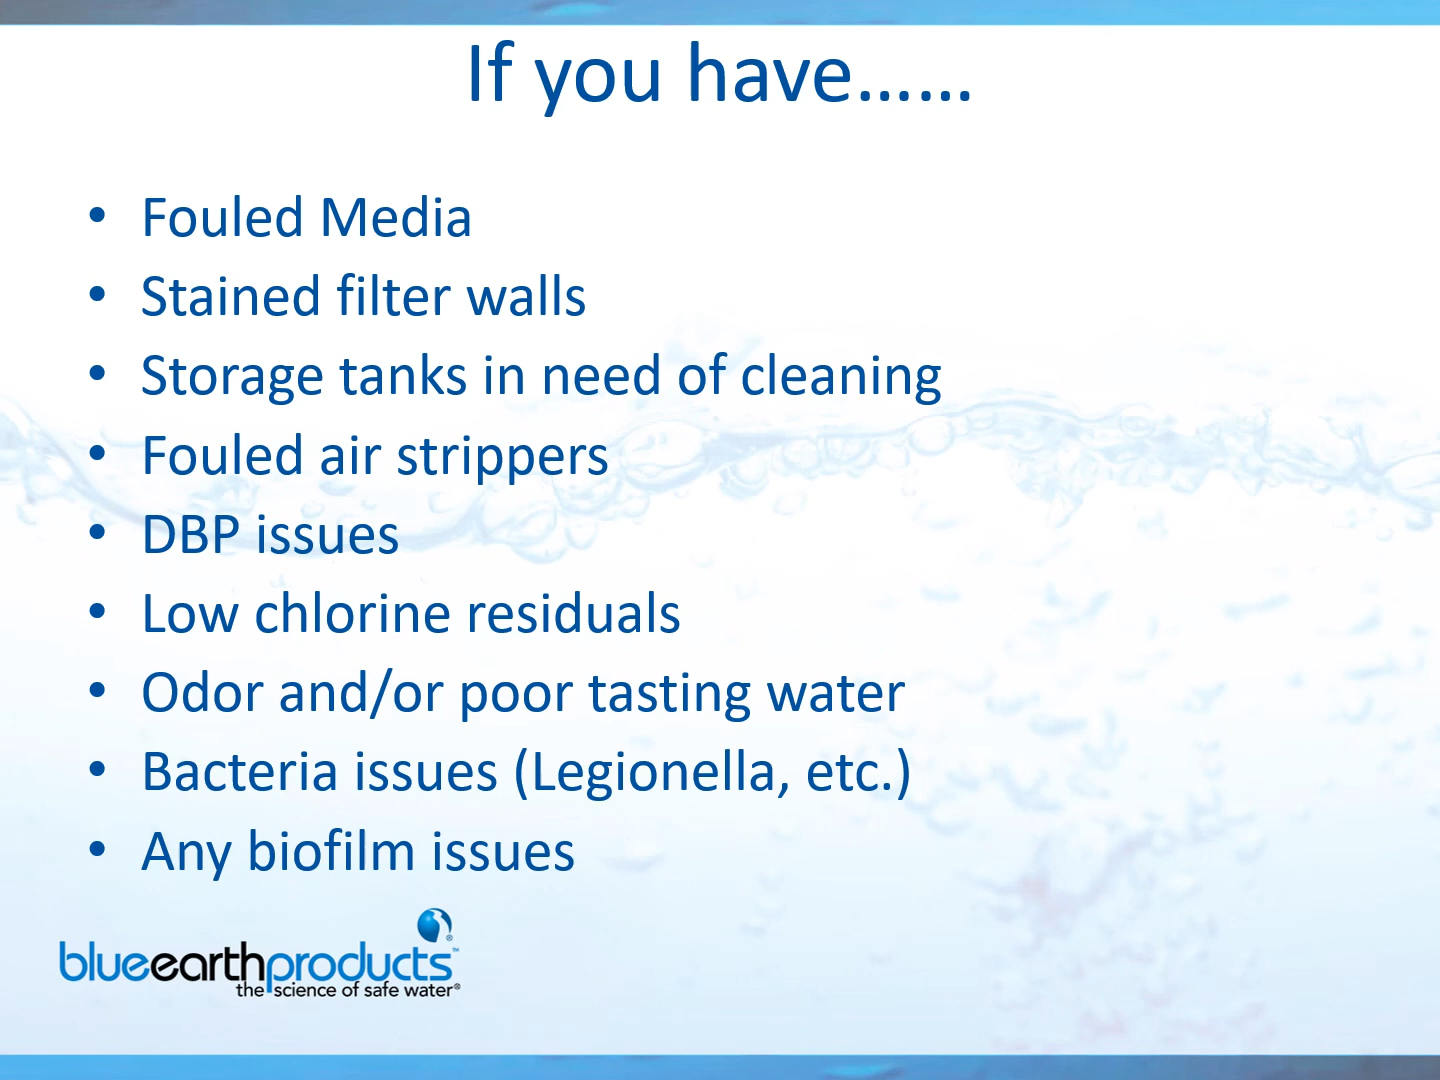 If you have……
• Fouled Media
• Stained filter walls
• Storage tanks in need of cleaning
• Fouled air strippers
• DBP issues
• Low chlorine residuals
• Odor and/or poor tasting water
• Bacteria issues (Legionella, etc.)
• Any biofilm issues
®
blueearthproducts™
the science of safe water®